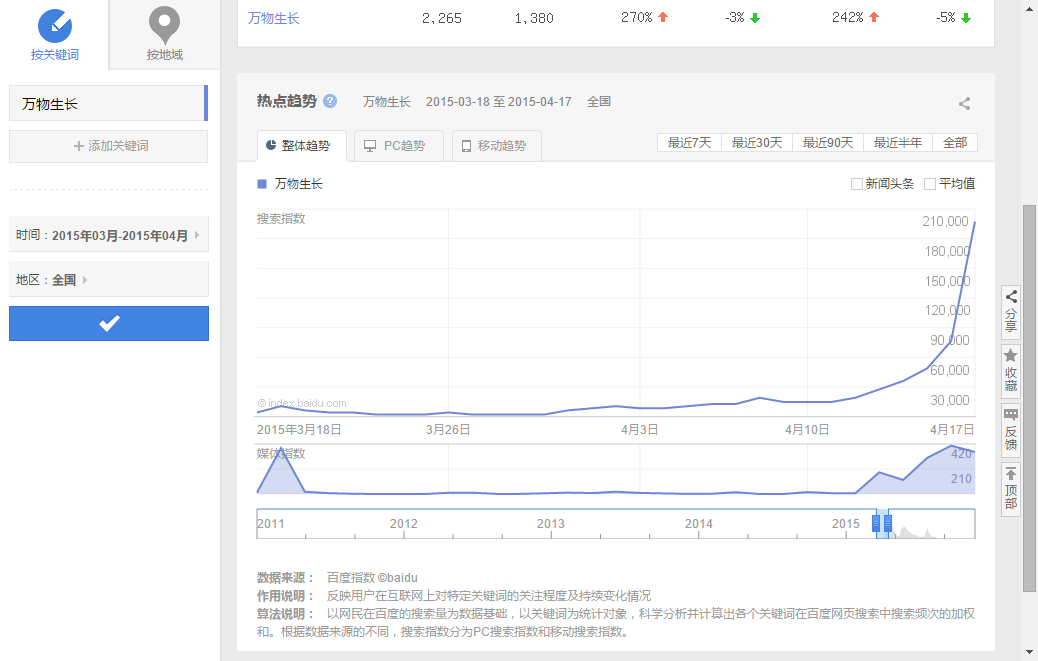 按关键词
按地域
万物生长
+ 添加关键词
时间：2015年03月-2015年04月
地区：全国
万物生长 2,265 1,380 270% -3% 242% -5%
热点趋势 ? 万物生长 2015-03-18 至 2015-04-17 全国
整体趋势 PC趋势 移动趋势
最近7天 最近30天 最近90天 最近半年 全部
万物生长
新闻头条 平均值
搜索指数
210,000
180,000
150,000
120,000
90,000
60,000
30,000
©index.baidu.com
2015年3月18日 3月26日 4月3日 4月10日 4月17日
媒体指数
420
210
2011 2012 2013 2014 2015
数据来源： 百度指数 ©baidu
作用说明： 反映用户在互联网上对特定关键词的关注程度及持续变化情况
算法说明： 以网民在百度的搜索量为数据基础，以关键词为统计对象，科学分析并计算出各个关键词在百度网页搜索中搜索频次的加权
和。根据数据来源的不同，搜索指数分为PC搜索指数和移动搜索指数。
分享
收藏
反馈
顶部